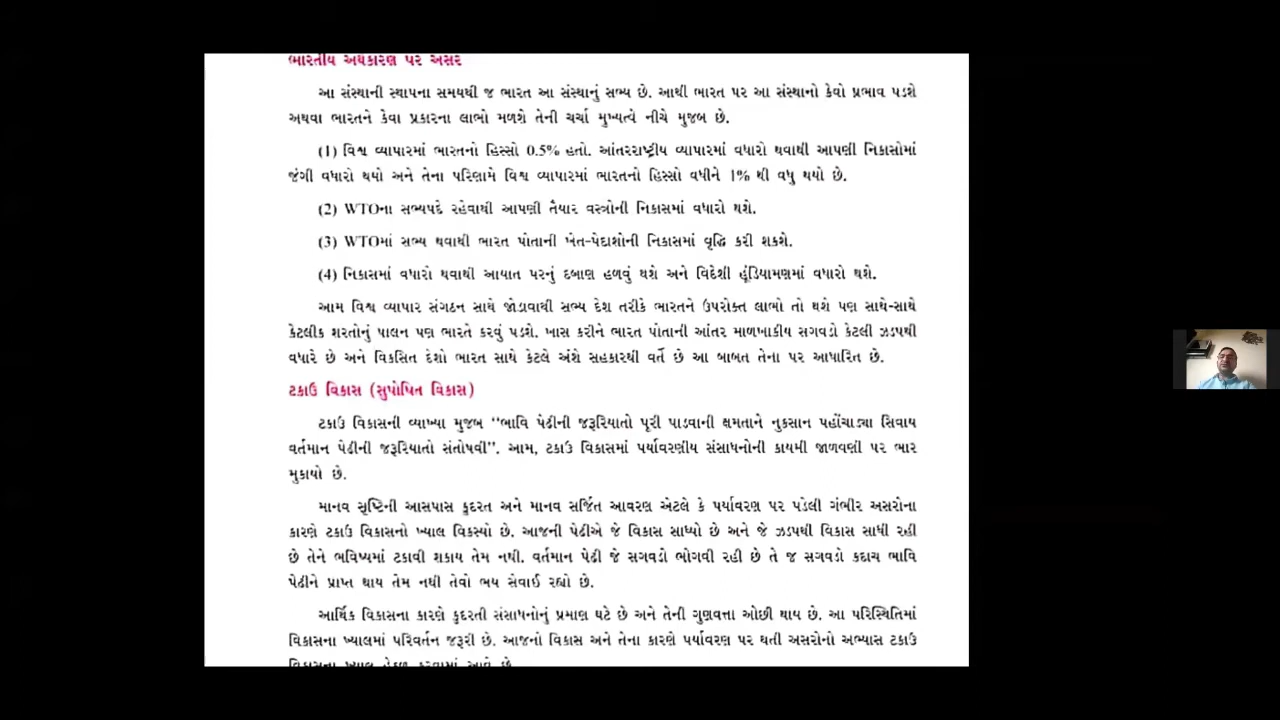 ભારતીય અર્થકારણ પર અસર
આ સંસ્થાની સ્થાપના સમયથી જ ભારત આ સંસ્થાનું સભ્ય છે. આથી ભારત પર આ સંસ્થાનો કેવો પ્રભાવ પડશે
અથવા ભારતને કેવા પ્રકારના લાભો મળશે તેની ચર્ચા મુખ્યત્વે નીચે મુજબ છે.
(1) વિશ્વ વ્યાપારમાં ભારતનો હિસ્સો 0.5% હતો. આંતરરાષ્ટ્રીય વ્યાપારમાં વધારો થવાથી આપણી નિકાસોમાં
જંગી વધારો થયો અને તેના પરિણામે વિશ્વ વ્યાપારમાં ભારતનો હિસ્સો વધીને 1% થી વધુ થયો છે.
(2) WTOના સભ્યપદે રહેવાથી આપણી તૈયાર વસ્ત્રોની નિકાસમાં વધારો થશે.
(3) WTOમાં સભ્ય થવાથી ભારત પોતાની ખેત-પેદાશોની નિકાસમાં વૃદ્ધિ કરી શકશે.
(4) નિકાસમાં વધારો થવાથી આયાત પરનું દબાણ હળવું થશે અને વિદેશી હૂંડિયામણમાં વધારો થશે.
આમ વિશ્વ વ્યાપાર સંગઠન સાથે જોડાવાથી સભ્ય દેશ તરીકે ભારતને ઉપરોક્ત લાભો તો થશે પણ સાથે-સાથે
કેટલીક શરતોનું પાલન પણ ભારતે કરવું પડશે. ખાસ કરીને ભારત પોતાની આંતર માળખાકીય સગવડો કેટલી ઝડપથી
વધારે છે અને વિકસિત દેશો ભારત સાથે કેટલે અંશે સહકારથી વર્તે છે આ બાબત તેના પર આધારિત છે.
ટકાઉ વિકાસ (સુપોષિત વિકાસ)
ટકાઉ વિકાસની વ્યાખ્યા મુજબ ''ભાવિ પેઢીની જરૂરિયાતો પૂરી પાડવાની ક્ષમતાને નુકસાન પહોંચાડ્યા સિવાય
વર્તમાન પેઢીની જરૂરિયાતો સંતોષવી''. આમ, ટકાઉ વિકાસમાં પર્યાવરણીય સંસાધનોની કાયમી જાળવણી પર ભાર
મુકાયો છે.
માનવ સૃષ્ટિની આસપાસ કુદરત અને માનવ સર્જિત આવરણ એટલે કે પર્યાવરણ પર પડેલી ગંભીર અસરોના
કારણે ટકાઉ વિકાસનો ખ્યાલ વિકસ્યો છે. આજની પેઢીએ જે વિકાસ સાધ્યો છે અને જે ઝડપથી વિકાસ સાધી રહી
છે તેને ભવિષ્યમાં ટકાવી શકાય તેમ નથી. વર્તમાન પેઢી જે સગવડો ભોગવી રહી છે તે જ સગવડો કદાચ ભાવિ
પેઢીને પ્રાપ્ત થાય તેમ નથી તેવો ભય સેવાઈ રહ્યો છે.
આર્થિક વિકાસના કારણે કુદરતી સંસાધનોનું પ્રમાણ ઘટે છે અને તેની ગુણવત્તા ઓછી થાય છે. આ પરિસ્થિતિમાં
વિકાસના ખ્યાલમાં પરિવર્તન જરૂરી છે. આજનો વિકાસ અને તેના કારણે પર્યાવરણ પર થતી અસરોનો અભ્યાસ ટકાઉ
વિકાસના ખ્યાલ હેઠળ કરવામાં આવે છે.